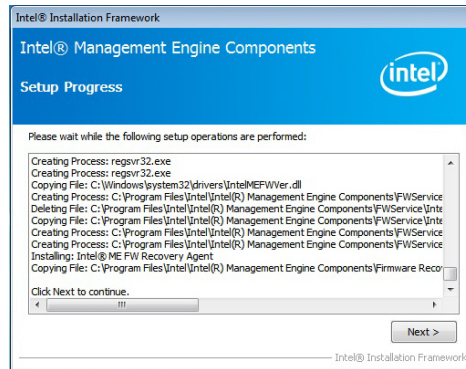 Intel® Installation Framework
Intel® Management Engine Components
intel
Setup Progress
Please wait while the following setup operations are performed:
Creating Process: regsvr32.exe
Creating Process: regsvr32.exe
Copying File: C:\Windows\system32\drivers\IntelMEFWVer.dll
Creating Process: C:\Program Files\Intel\Intel(R) Management Engine Components\FWService
Deleting File: C:\Program Files\Intel\Intel(R) Management Engine Components\FWService\Inte
Copying File: C:\Program Files\Intel\Intel(R) Management Engine Components\FWService\Inte
Creating Process: C:\Program Files\Intel\Intel(R) Management Engine Components\FWService
Creating Process: C:\Program Files\Intel\Intel(R) Management Engine Components\FWService
Installing: Intel® ME FW Recovery Agent
Copying File: C:\Program Files\Intel\Intel(R) Management Engine Components\Firmware Reco
Click Next to continue.
Next >
Intel® Installation Framework